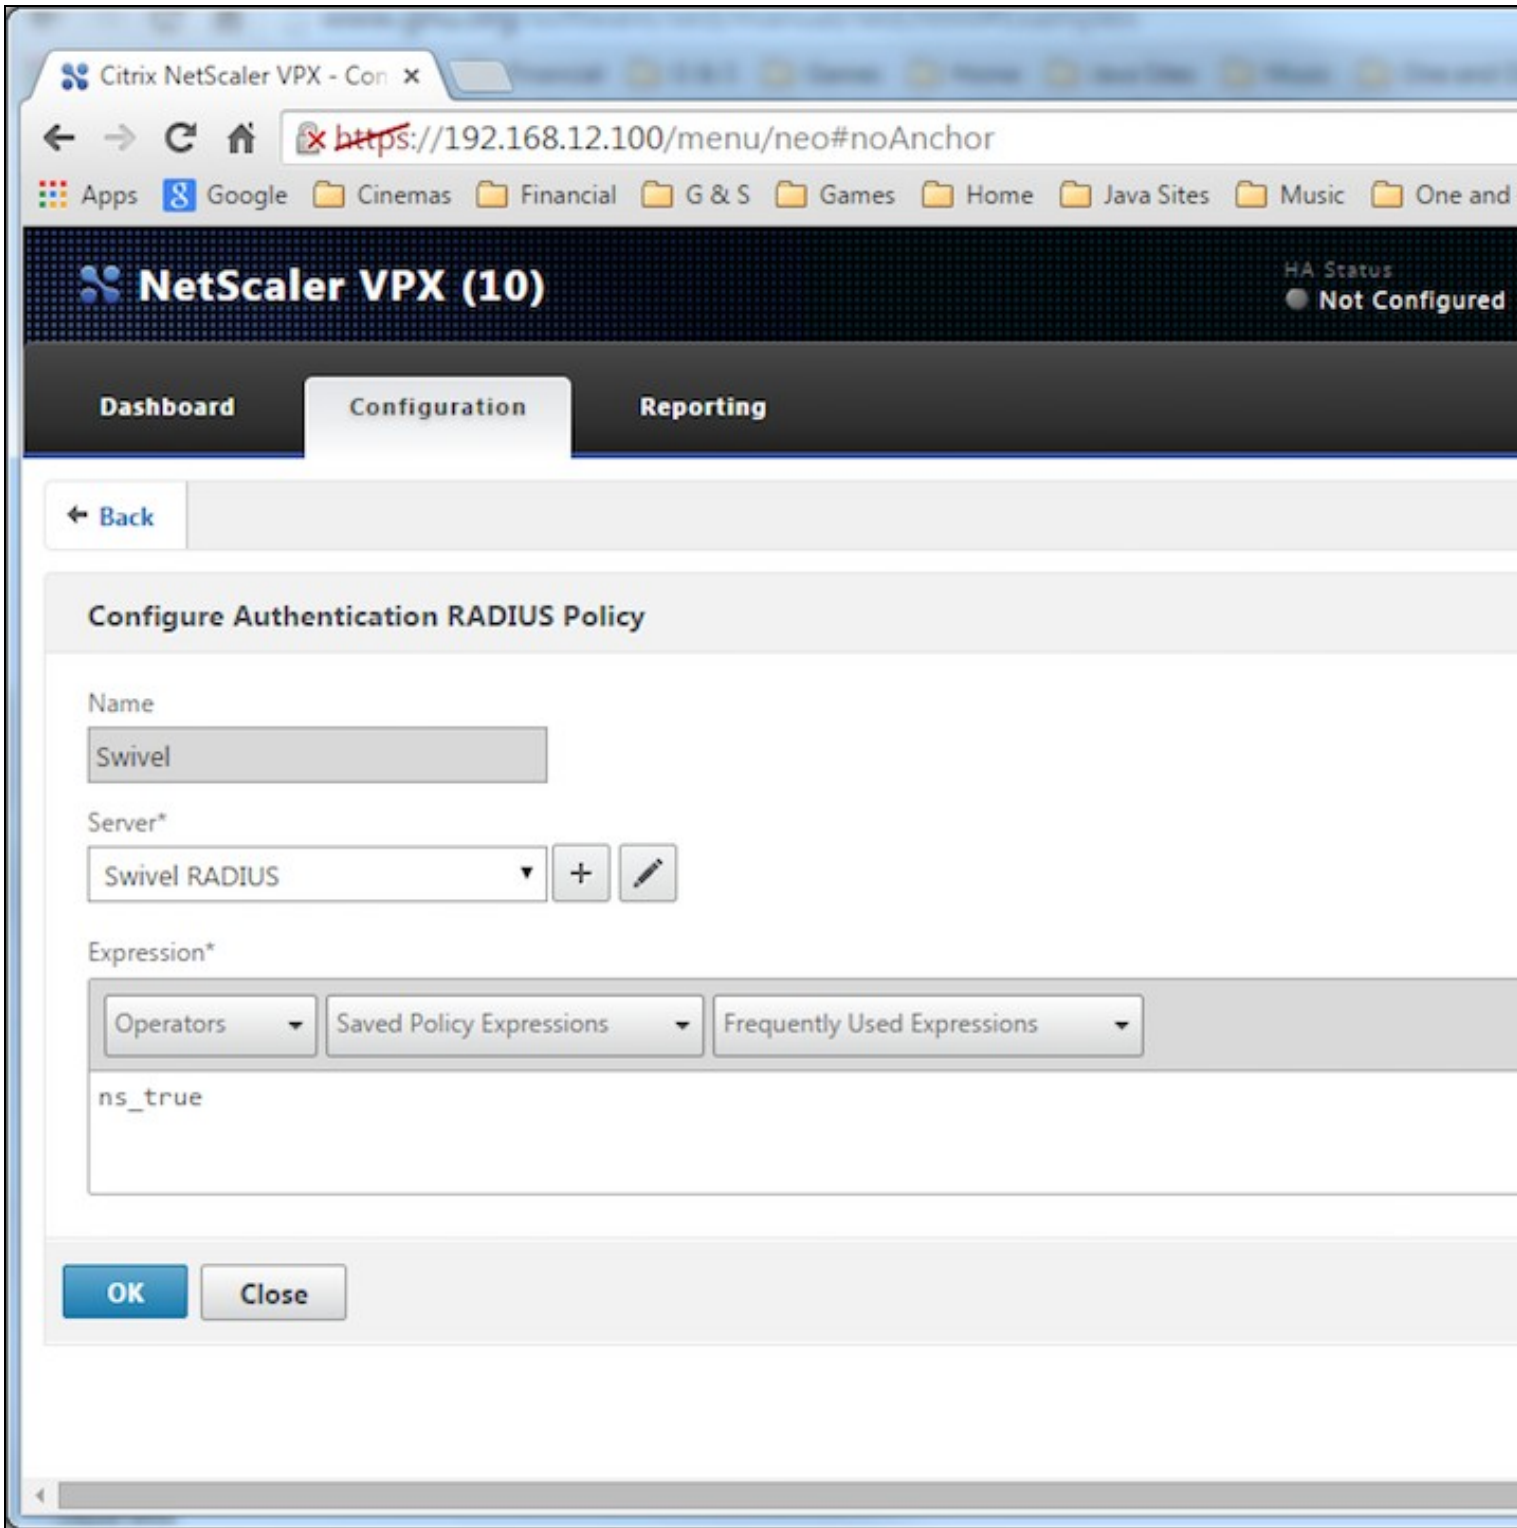 Citrix NetScaler VPX - Con
https://192.168.12.100/menu/neo#noAnchor
Apps Google Cinemas Financial G & S Games Home Java Sites Music One and
NetScaler VPX (10)
HA Status
Not Configured
Dashboard Configuration Reporting
Back
Configure Authentication RADIUS Policy
Name
Swivel
Server*
Swivel RADIUS
Expression*
Operators Saved Policy Expressions Frequently Used Expressions
ns_true
OK Close